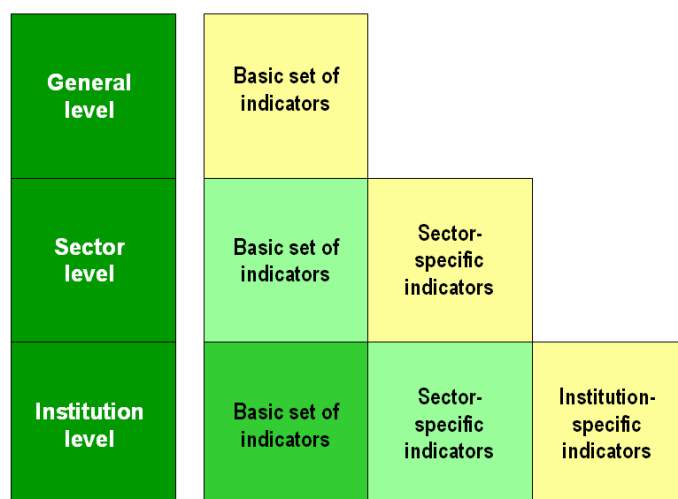 General
level
Basic set of
indicators
Sector
level
Basic set of
indicators
Sector-
specific
indicators
Institution
level
Basic set of
indicators
Sector-
specific
indicators
Institution-
specific
indicators